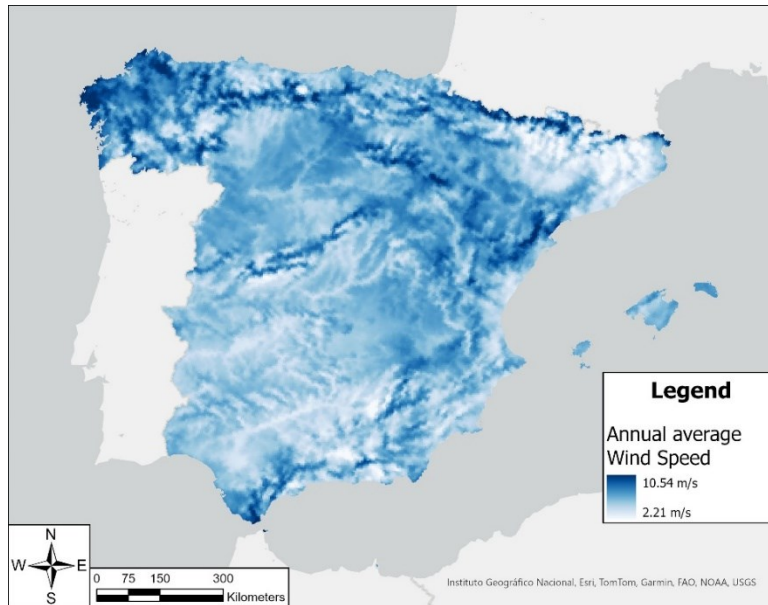 Legend
Annual average
Wind Speed
10.54 m/s
2.21 m/s
N
W E
S
0 75 150 300
Kilometers
Instituto Geográfico Nacional, Esri, TomTom, Garmin, FAO, NOAA, USGS